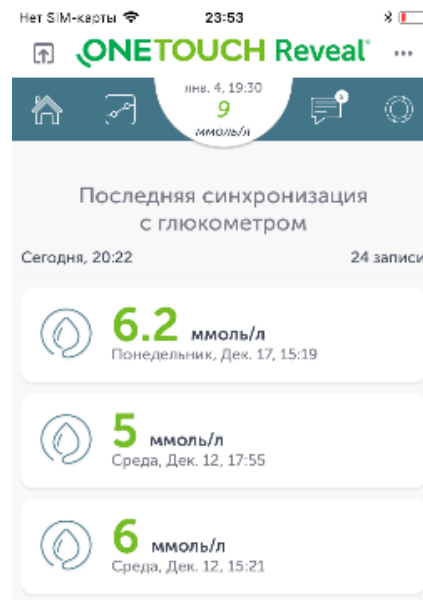 Нет SIM-карты 23:53
ONETOUCH Reveal®
янв. 4, 19:30
9
ммоль/л
Последняя синхронизация
с глюкометром
Сегодня, 20:22 24 записи
6.2 ммоль/л
Понедельник, Дек. 17, 15:19
5 ммоль/л
Среда, Дек. 12, 17:55
6 ммоль/л
Среда, Дек. 12, 15:21